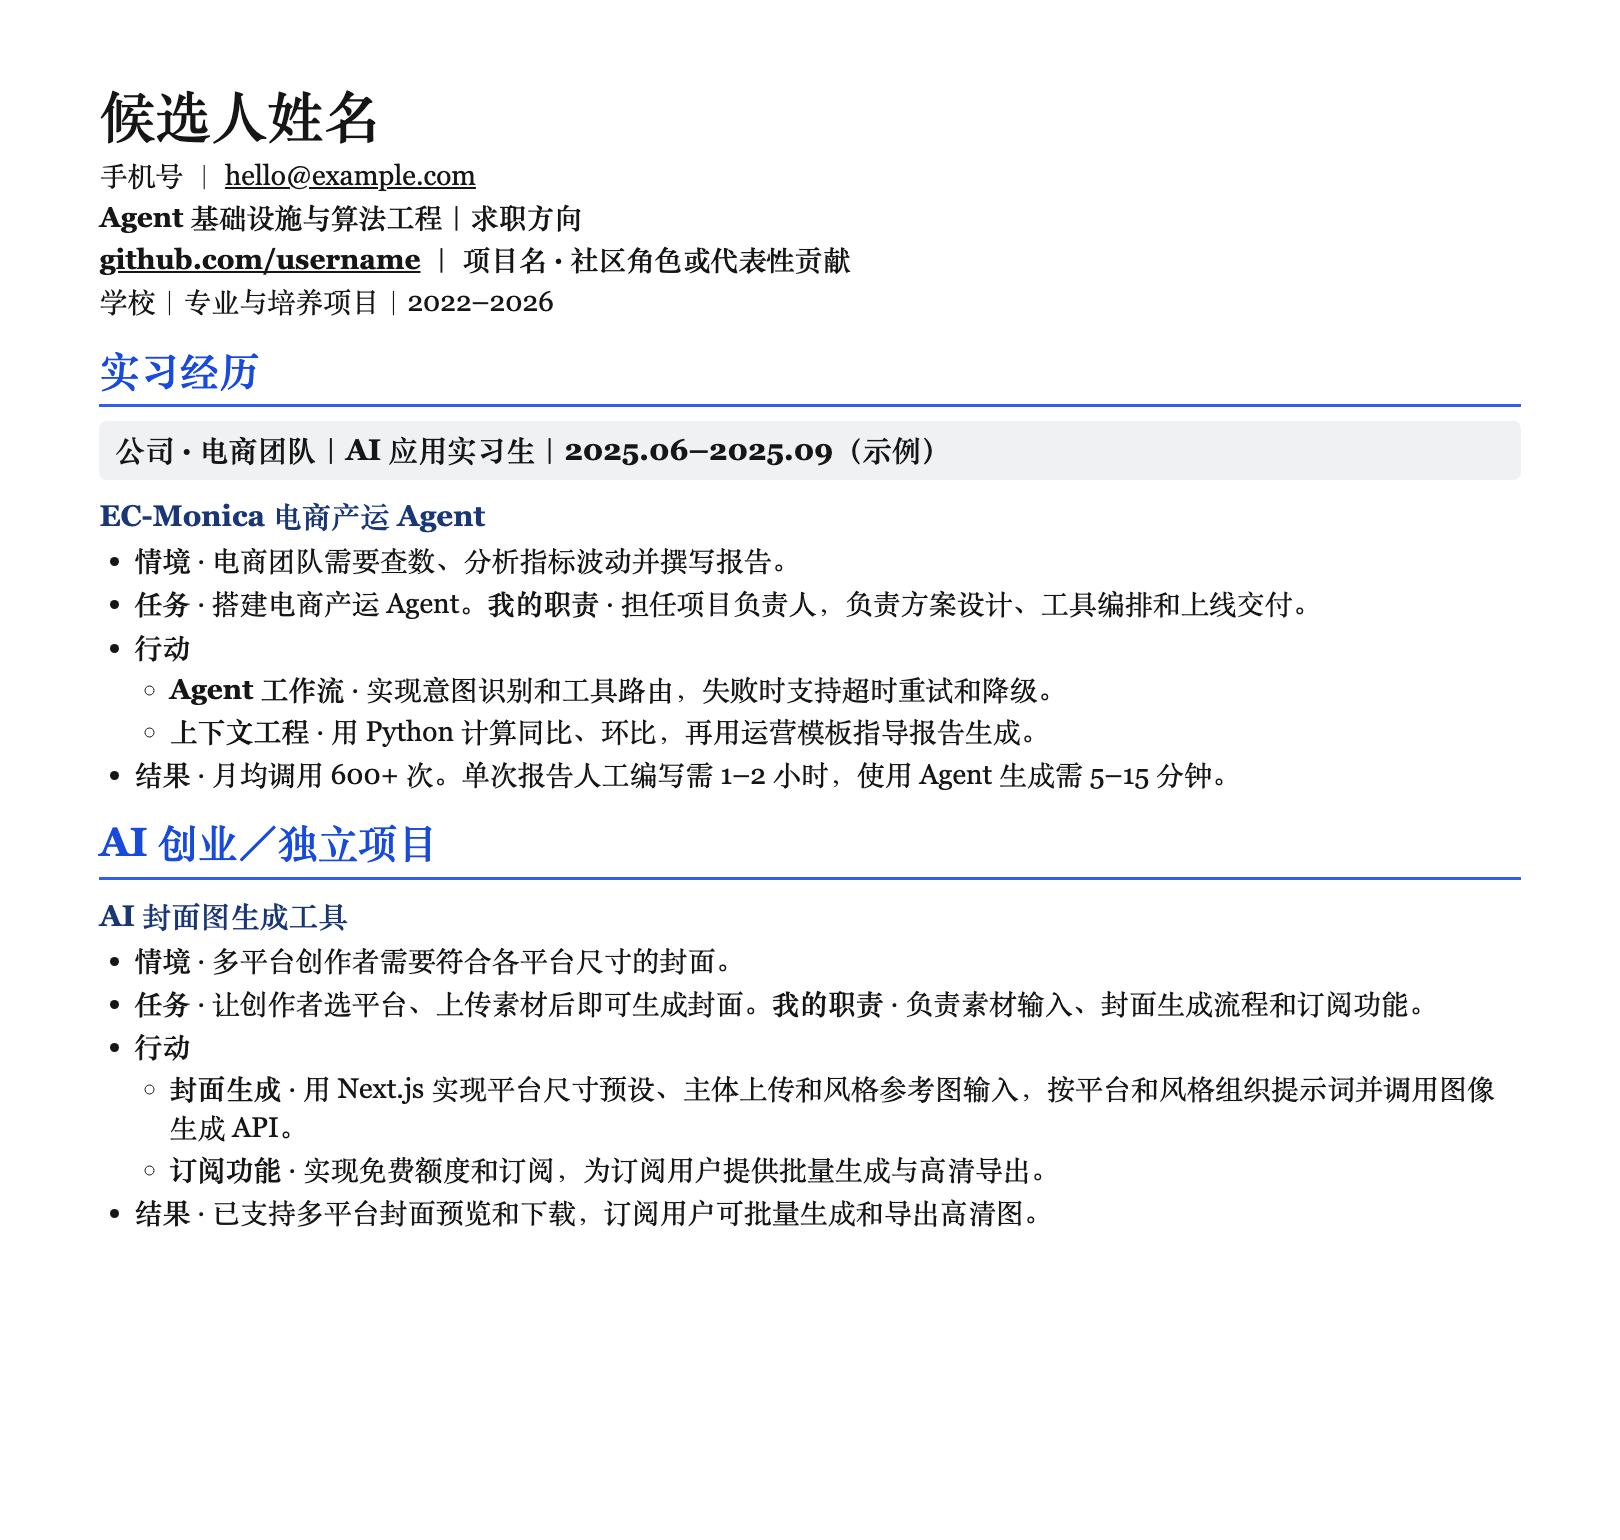 候选人姓名
手机号 | hello@example.com
Agent 基础设施与算法工程 | 求职方向
github.com/username | 项目名 · 社区角色或代表性贡献
学校 | 专业与培养项目 | 2022–2026
实习经历
公司 · 电商团队 | AI 应用实习生 | 2025.06–2025.09（示例）
EC-Monica 电商产运 Agent
• 情境 · 电商团队需要查数、分析指标波动并撰写报告。
• 任务 · 搭建电商产运 Agent。我的职责 · 担任项目负责人，负责方案设计、工具编排和上线交付。
• 行动
◦ Agent 工作流 · 实现意图识别和工具路由，失败时支持超时重试和降级。
◦ 上下文工程 · 用 Python 计算同比、环比，再用运营模板指导报告生成。
• 结果 · 月均调用 600+ 次。单次报告人工编写需 1–2 小时，使用 Agent 生成需 5–15 分钟。
AI 创业／独立项目
AI 封面图生成工具
• 情境 · 多平台创作者需要符合各平台尺寸的封面。
• 任务 · 让创作者选平台、上传素材后即可生成封面。我的职责 · 负责素材输入、封面生成流程和订阅功能。
• 行动
◦ 封面生成 · 用 Next.js 实现平台尺寸预设、主体上传和风格参考图输入，按平台和风格组织提示词并调用图像
生成 API。
◦ 订阅功能 · 实现免费额度和订阅，为订阅用户提供批量生成与高清导出。
• 结果 · 已支持多平台封面预览和下载，订阅用户可批量生成和导出高清图。